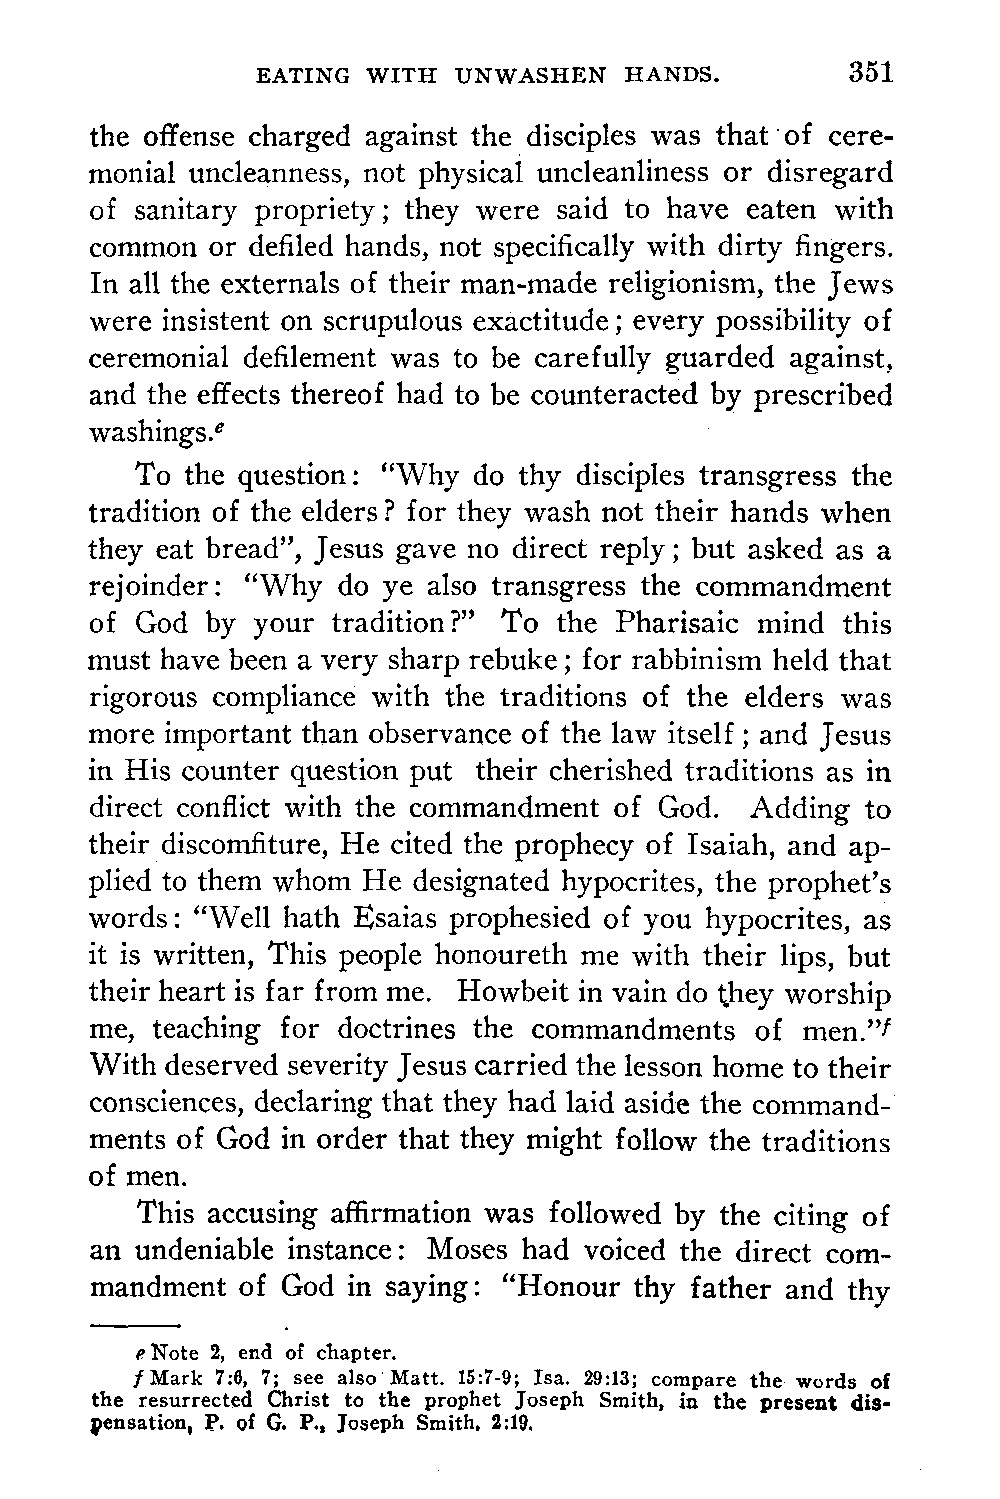 EATING WITH UNWASHEN HANDS. 351
the offense charged against the disciples was that of cere-
monial uncleanness, not physical uncleanliness or disregard
of sanitary propriety; they were said to have eaten with
common or defiled hands, not specifically with dirty fingers.
In all the externals of their man-made religionism, the Jews
were insistent on scrupulous exactitude; every possibility of
ceremonial defilement was to be carefully guarded against,
and the effects thereof had to be counteracted by prescribed
washings.e
To the question: "Why do thy disciples transgress the
tradition of the elders? for they wash not their hands when
they eat bread", Jesus gave no direct reply; but asked as a
rejoinder: "Why do ye also transgress the commandment
of God by your tradition?" To the Pharisaic mind this
must have been a very sharp rebuke; for rabbinism held that
rigorous compliance with the traditions of the elders was
more important than observance of the law itself; and Jesus
in His counter question put their cherished traditions as in
direct conflict with the commandment of God. Adding to
their discomfiture, He cited the prophecy of Isaiah, and ap-
plied to them whom He designated hypocrites, the prophet's
words: "Well hath Esaias prophesied of you hypocrites, as
it is written, This people honoureth me with their lips, but
their heart is far from me. Howbeit in vain do they worship
me, teaching for doctrines the commandments of men."f
With deserved severity Jesus carried the lesson home to their
consciences, declaring that they had laid aside the command-
ments of God in order that they might follow the traditions
of men.
This accusing affirmation was followed by the citing of
an undeniable instance: Moses had voiced the direct com-
mandment of God in saying: "Honour thy father and thy
e Note 2, end of chapter.
f Mark 7:6, 7; see also Matt. 15:7-9; Isa. 29:13; compare the words of
the resurrected Christ to the prophet Joseph Smith, in the present dis-
pensation, P. of G. P., Joseph Smith, 2:19.